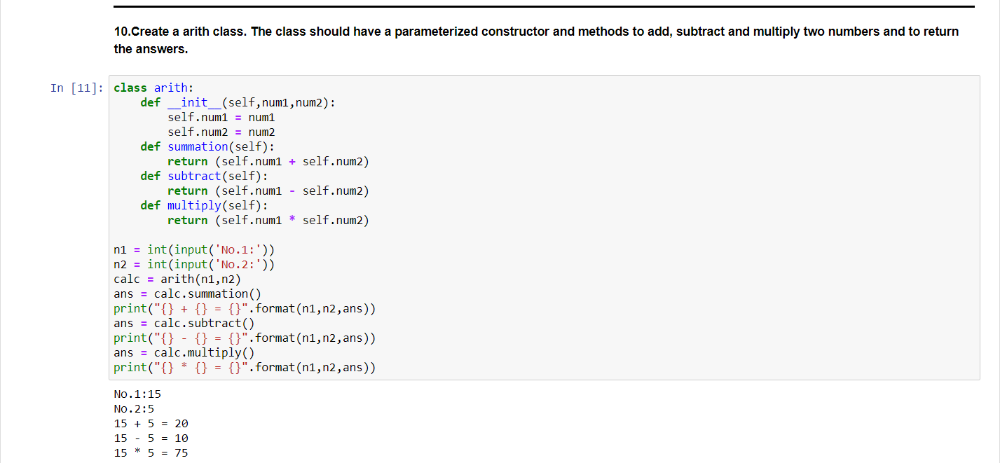 10.Create a arith class. The class should have a parameterized constructor and methods to add, subtract and multiply two numbers and to return
the answers.
In [11]: class arith:
    def __init__(self,num1,num2):
        self.num1 = num1
        self.num2 = num2
    def summation(self):
        return (self.num1 + self.num2)
    def subtract(self):
        return (self.num1 - self.num2)
    def multiply(self):
        return (self.num1 * self.num2)

n1 = int(input('No.1:'))
n2 = int(input('No.2:'))
calc = arith(n1,n2)
ans = calc.summation()
print("{} + {} = {}".format(n1,n2,ans))
ans = calc.subtract()
print("{} - {} = {}".format(n1,n2,ans))
ans = calc.multiply()
print("{} * {} = {}".format(n1,n2,ans))
No.1:15
No.2:5
15 + 5 = 20
15 - 5 = 10
15 * 5 = 75